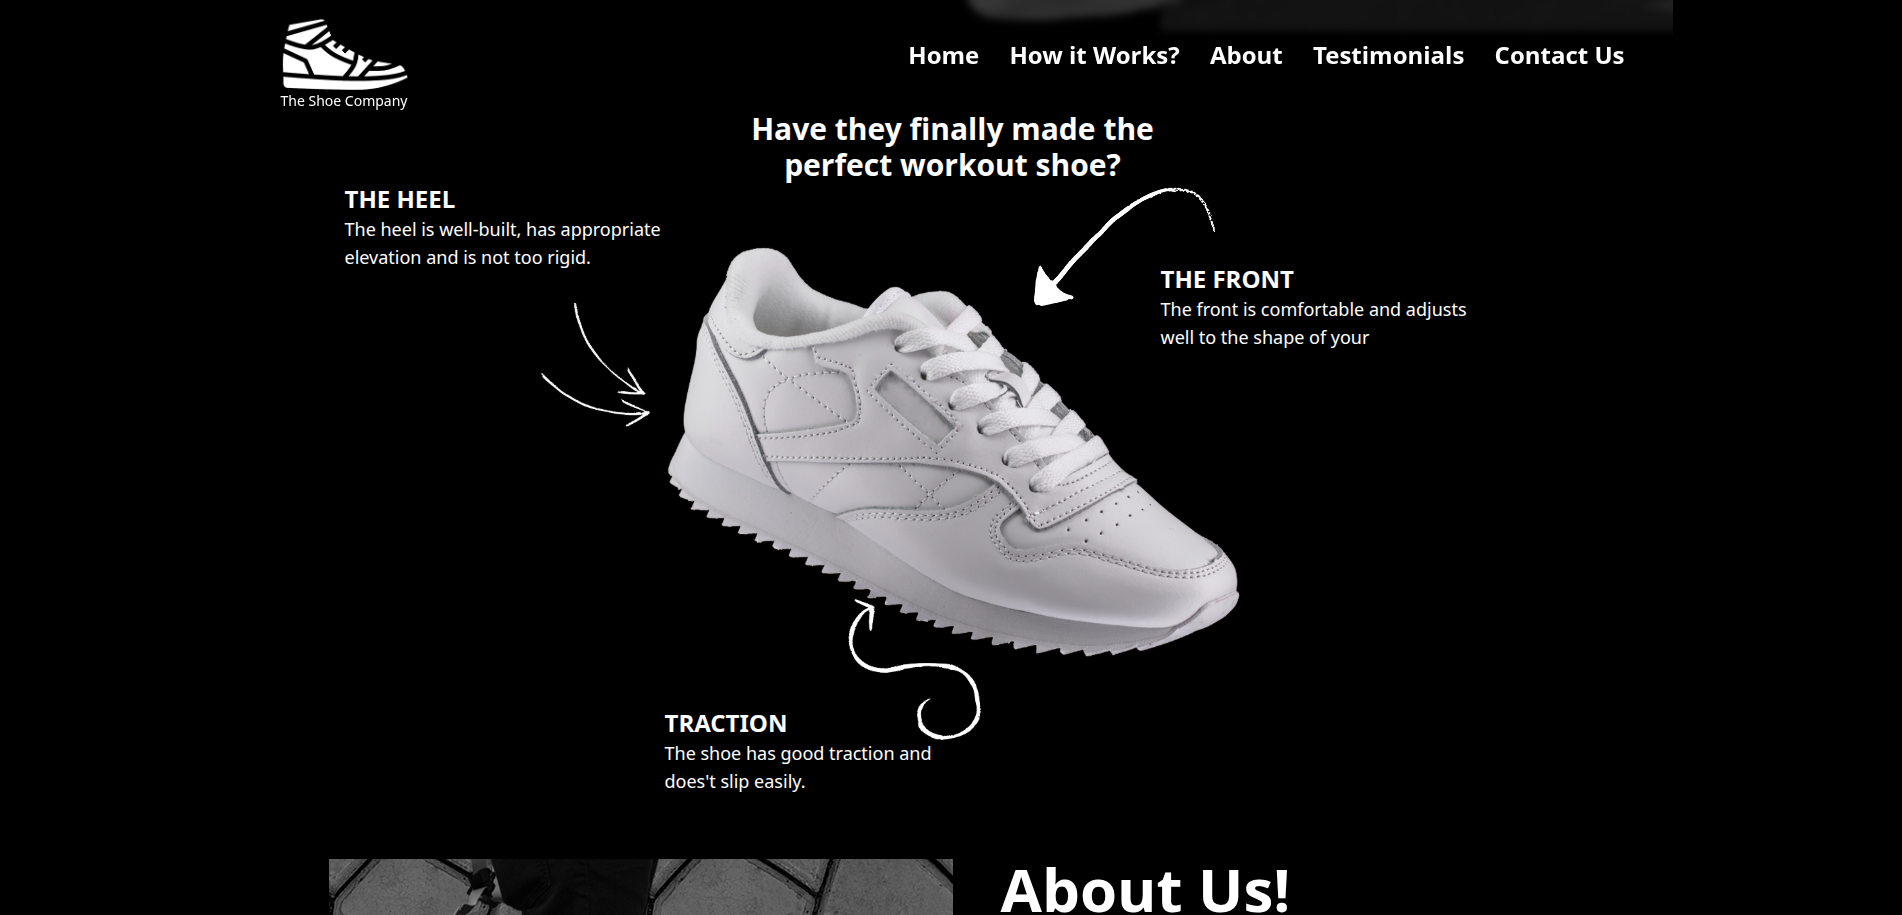 The Shoe Company
Home How it Works? About Testimonials Contact Us
Have they finally made the
perfect workout shoe?
THE HEEL
The heel is well-built, has appropriate
elevation and is not too rigid.
THE FRONT
The front is comfortable and adjusts
well to the shape of your
TRACTION
The shoe has good traction and
does't slip easily.
About Us!